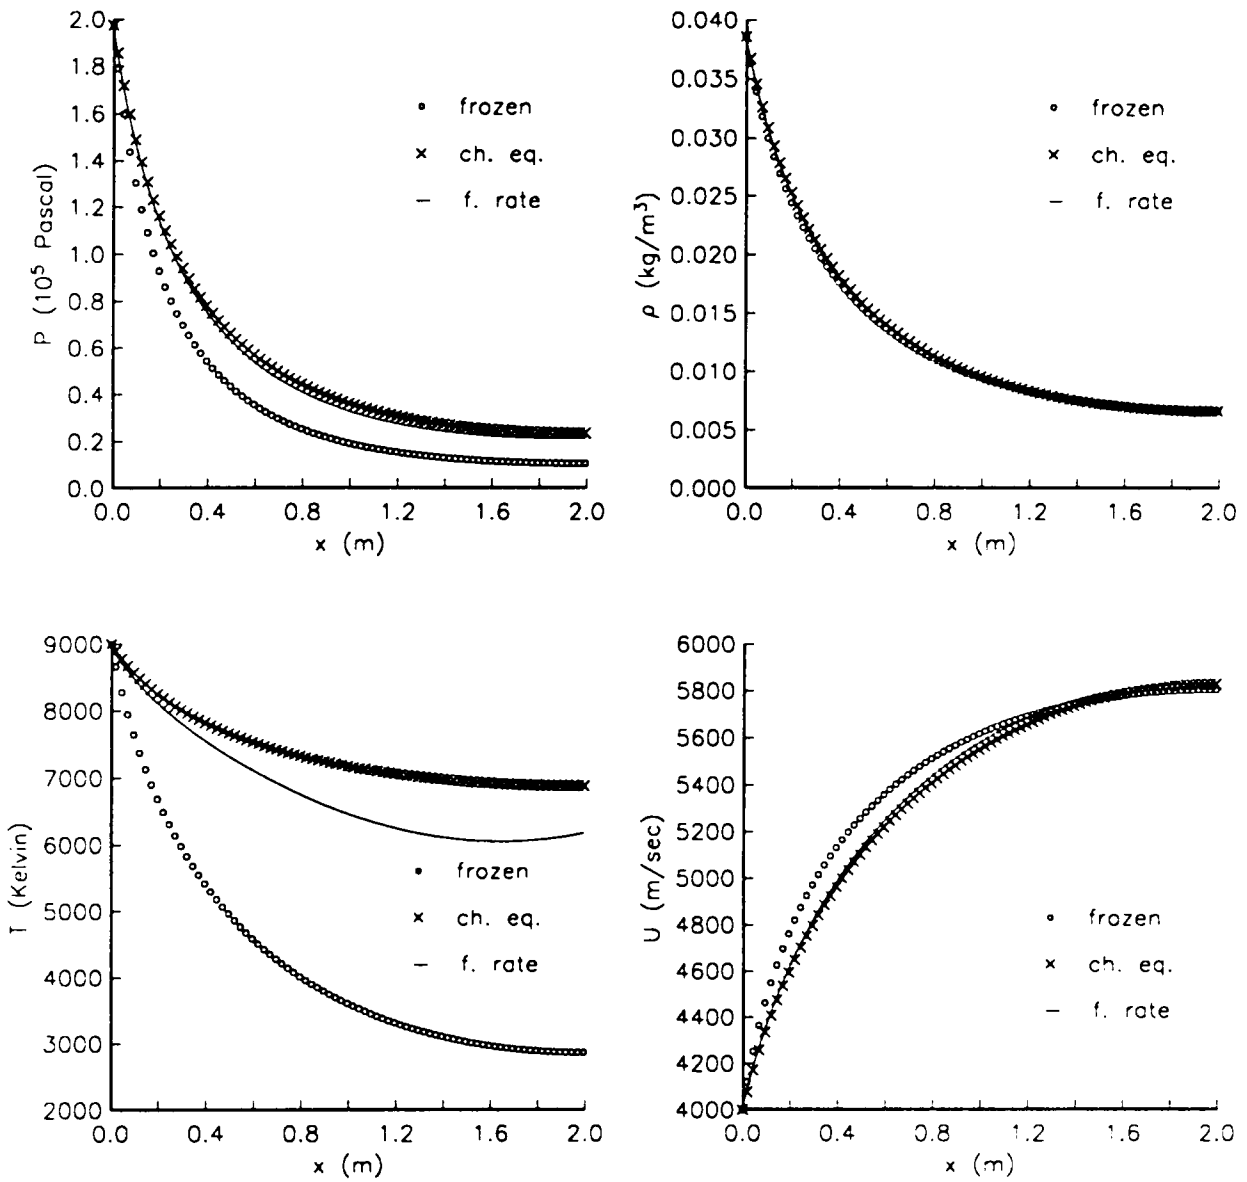 2.0
1.8
1.6
1.4
1.2
1.0
0.8
0.6
0.4
0.2
0.0
P (10⁵ Pascal)
o frozen
× ch. eq.
— f. rate
0.0 0.4 0.8 1.2 1.6 2.0
x (m)
0.040
0.035
0.030
0.025
0.020
0.015
0.010
0.005
0.000
ρ (kg/m³)
o frozen
× ch. eq.
— f. rate
0.0 0.4 0.8 1.2 1.6 2.0
x (m)
9000
8000
7000
6000
5000
4000
3000
2000
T (Kelvin)
o frozen
× ch. eq.
— f. rate
0.0 0.4 0.8 1.2 1.6 2.0
x (m)
6000
5800
5600
5400
5200
5000
4800
4600
4400
4200
4000
U (m/sec)
o frozen
× ch. eq.
— f. rate
0.0 0.4 0.8 1.2 1.6 2.0
x (m)